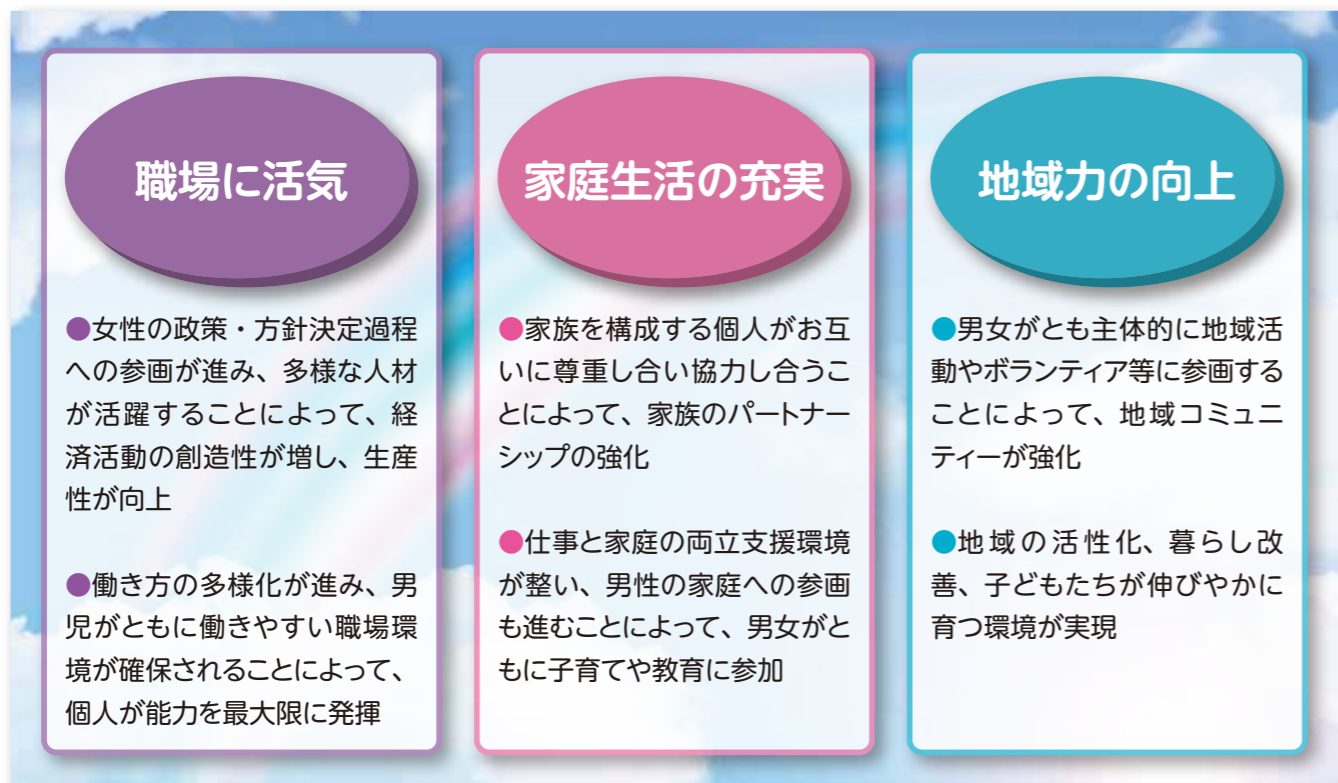 職場に活気
●女性の政策・方針決定過程
への参画が進み、多様な人材
が活躍することによって、経
済活動の創造性が増し、生産
性が向上
●働き方の多様化が進み、男
児がともに働きやすい職場環
境が確保されることによって、
個人が能力を最大限に発揮
家庭生活の充実
●家族を構成する個人がお互
いに尊重し合い協力し合うこ
とによって、家族のパートナー
シップの強化
●仕事と家庭の両立支援環境
が整い、男性の家庭への参画
も進むことによって、男女がと
もに子育てや教育に参加
地域力の向上
●男女がとも主体的に地域活
動やボランティア等に参画する
ことによって、地域コミュニ
ティーが強化
●地域の活性化、暮らし改
善、子どもたちが伸びやかに
育つ環境が実現